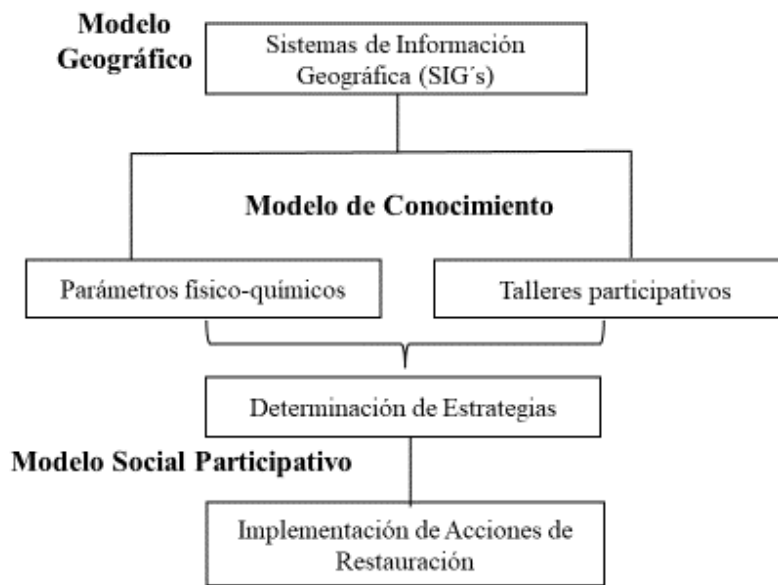 Modelo
Geográfico
Sistemas de Información
Geográfica (SIG´s)
Modelo de Conocimiento
Parámetros físico-químicos
Talleres participativos
Determinación de Estrategias
Modelo Social Participativo
Implementación de Acciones de
Restauración